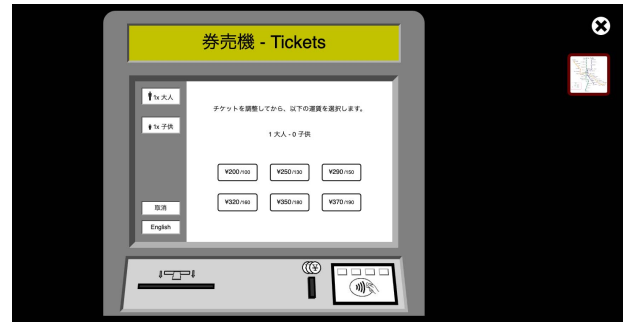 券売機 - Tickets
1x 大人
1x 子供
取消
English
チケットを調整してから、以下の運賃を選択します。
1 大人 - 0 子供
¥200/100 ¥250/130 ¥290/150
¥320/160 ¥350/180 ¥370/190
¥